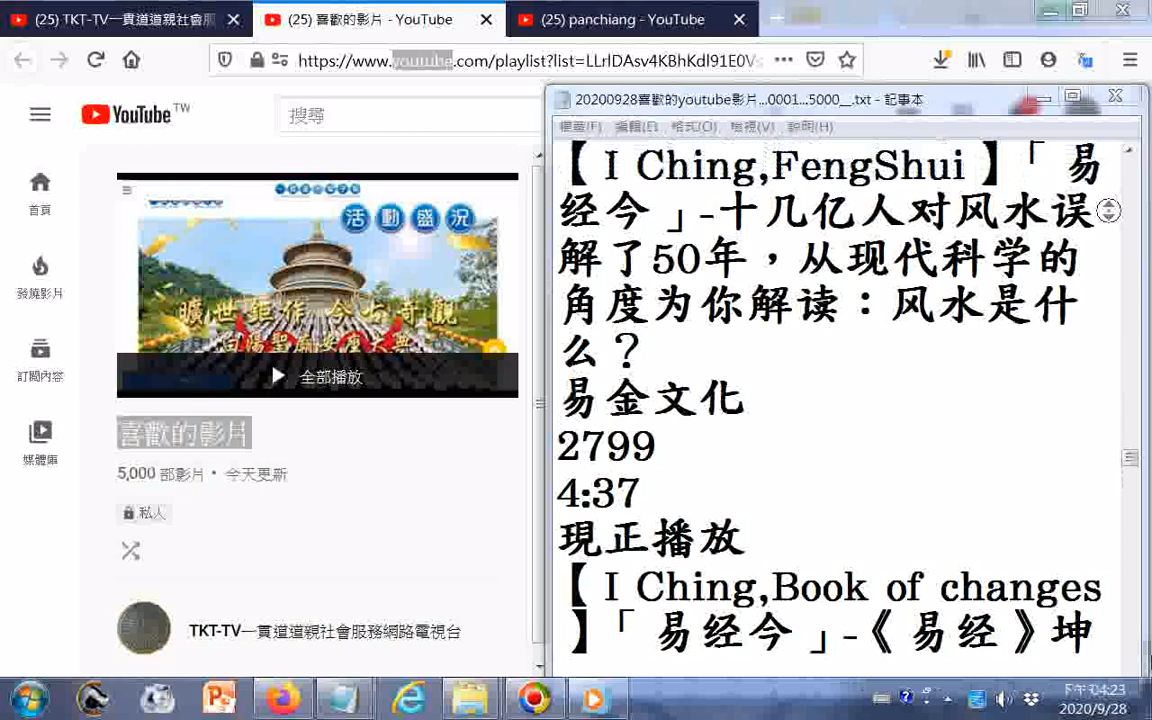 (25) TKT-TV一貫道道親社會服
(25) 喜歡的影片 - YouTube
(25) panchiang - YouTube
https://www.youtube.com/playlist?list=LLrlDAsv4KBhKdl91E0Vs
YouTube TW
搜尋
首頁
發燒影片
訂閱內容
媒體庫
活動盛況
曠世鉅作 今古奇觀
全部播放
喜歡的影片
5,000 部影片 • 今天更新
私人
TKT-TV一貫道道親社會服務網路電視台
20200928喜歡的youtube影片...0001...5000__.txt - 記事本
檔案(F) 編輯(E) 格式(O) 檢視(V) 說明(H)
【 I Ching,FengShui 】「 易
经今 」-十几亿人对风水误
解了50年，从现代科学的
角度为你解读：风水是什
么？
易金文化
2799
4:37
現正播放
【 I Ching,Book of changes
】「 易经今 」-《 易经 》坤
下午 04:23
2020/9/28